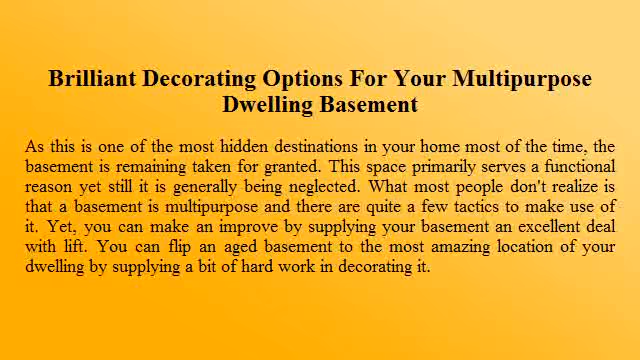 Brilliant Decorating Options For Your Multipurpose
Dwelling Basement
As this is one of the most hidden destinations in your home most of the time, the
basement is remaining taken for granted. This space primarily serves a functional
reason yet still it is generally being neglected. What most people don't realize is
that a basement is multipurpose and there are quite a few tactics to make use of
it. Yet, you can make an improve by supplying your basement an excellent deal
with lift. You can flip an aged basement to the most amazing location of your
dwelling by supplying a bit of hard work in decorating it.